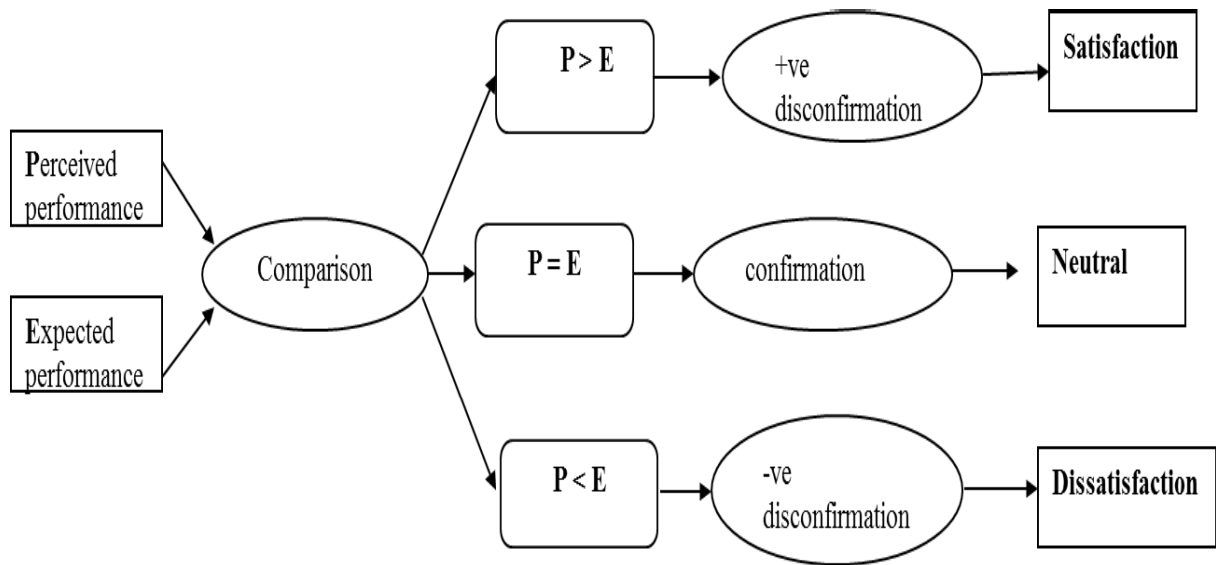 Perceived
performance
Expected
performance
Comparison
P > E
+ve
disconfirmation
Satisfaction
P = E
confirmation
Neutral
P < E
-ve
disconfirmation
Dissatisfaction